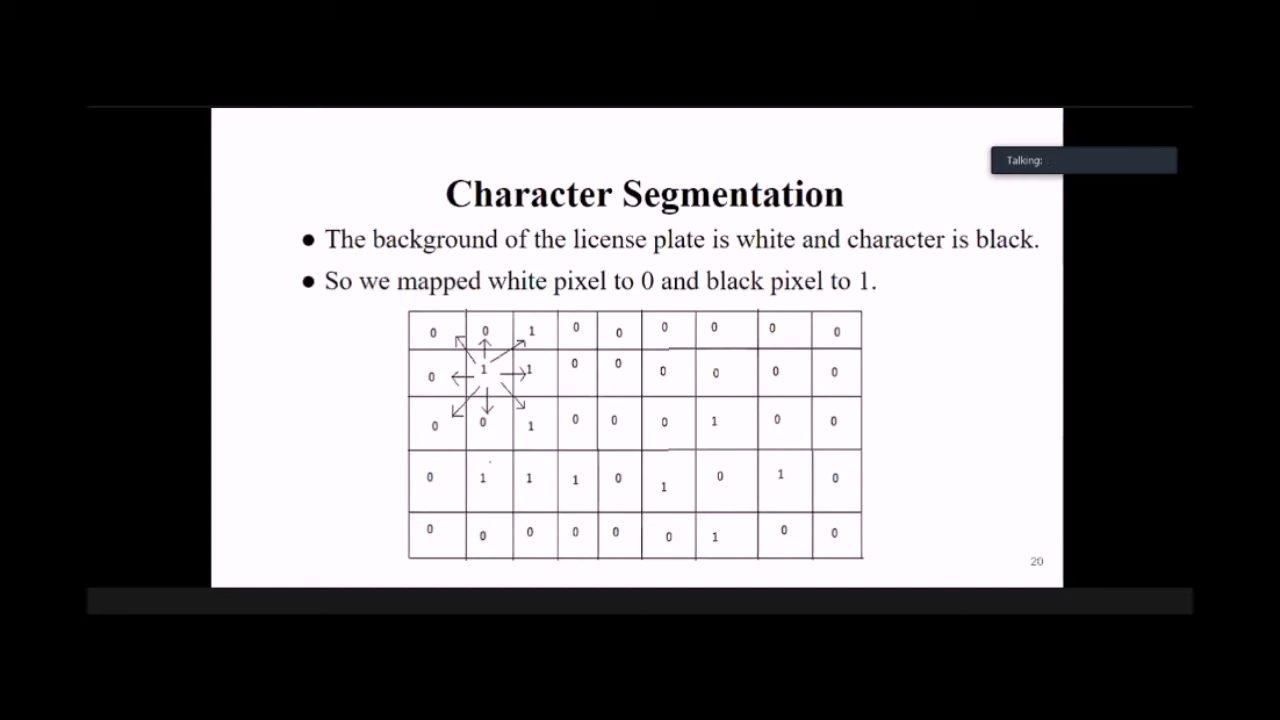 Talking:
Character Segmentation
● The background of the license plate is white and character is black.
● So we mapped white pixel to 0 and black pixel to 1.
0 0 1 0 0 0 0 0 0
0 1 1 0 0 0 0 0 0
0 0 1 0 0 0 1 0 0
0 1 1 1 0 1 0 1 0
0 0 0 0 0 0 1 0 0
20